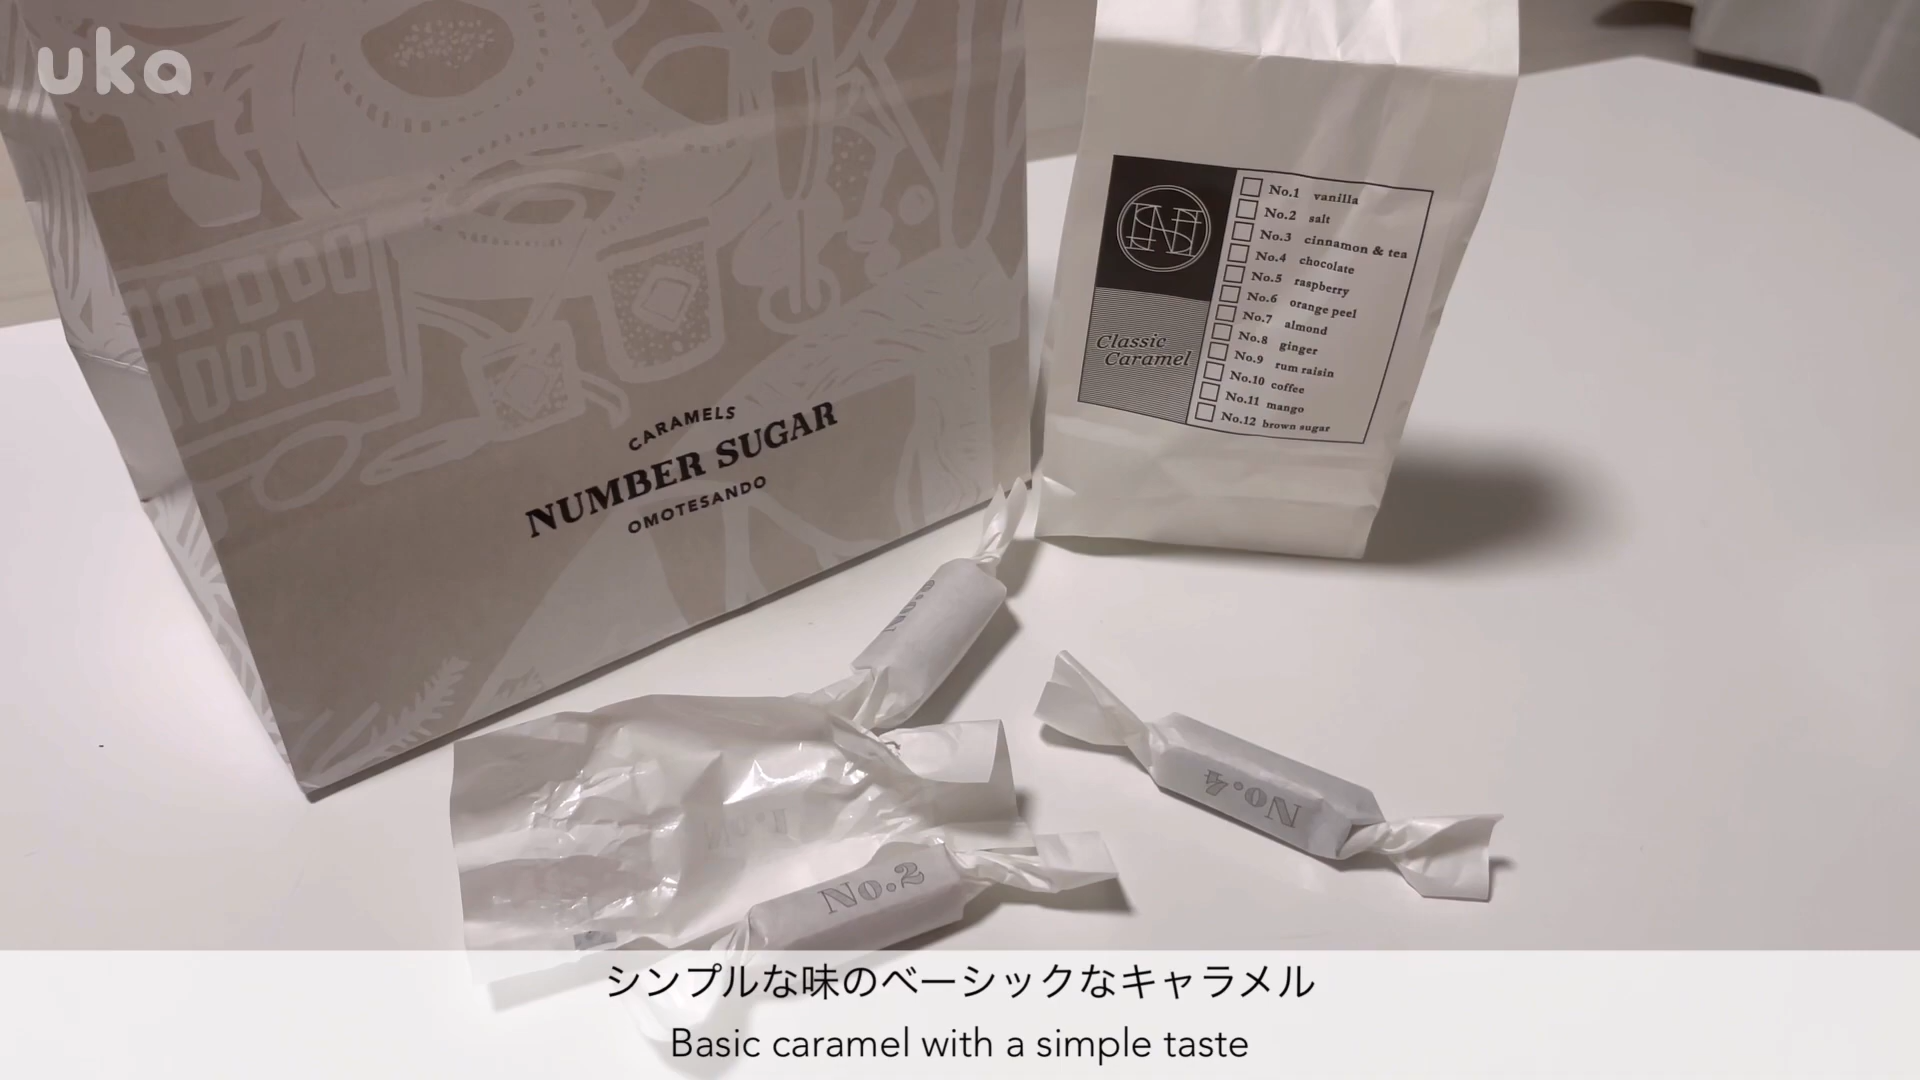 uka
CARAMELS
NUMBER SUGAR
OMOTESANDO
No.1 vanilla
No.2 salt
No.3 cinnamon & tea
No.4 chocolate
No.5 raspberry
No.6 orange peel
No.7 almond
No.8 ginger
No.9 rum raisin
No.10 coffee
No.11 mango
No.12 brown sugar
Classic
Caramel
No.4
No.1
No.2
シンプルな味のベーシックなキャラメル
Basic caramel with a simple taste